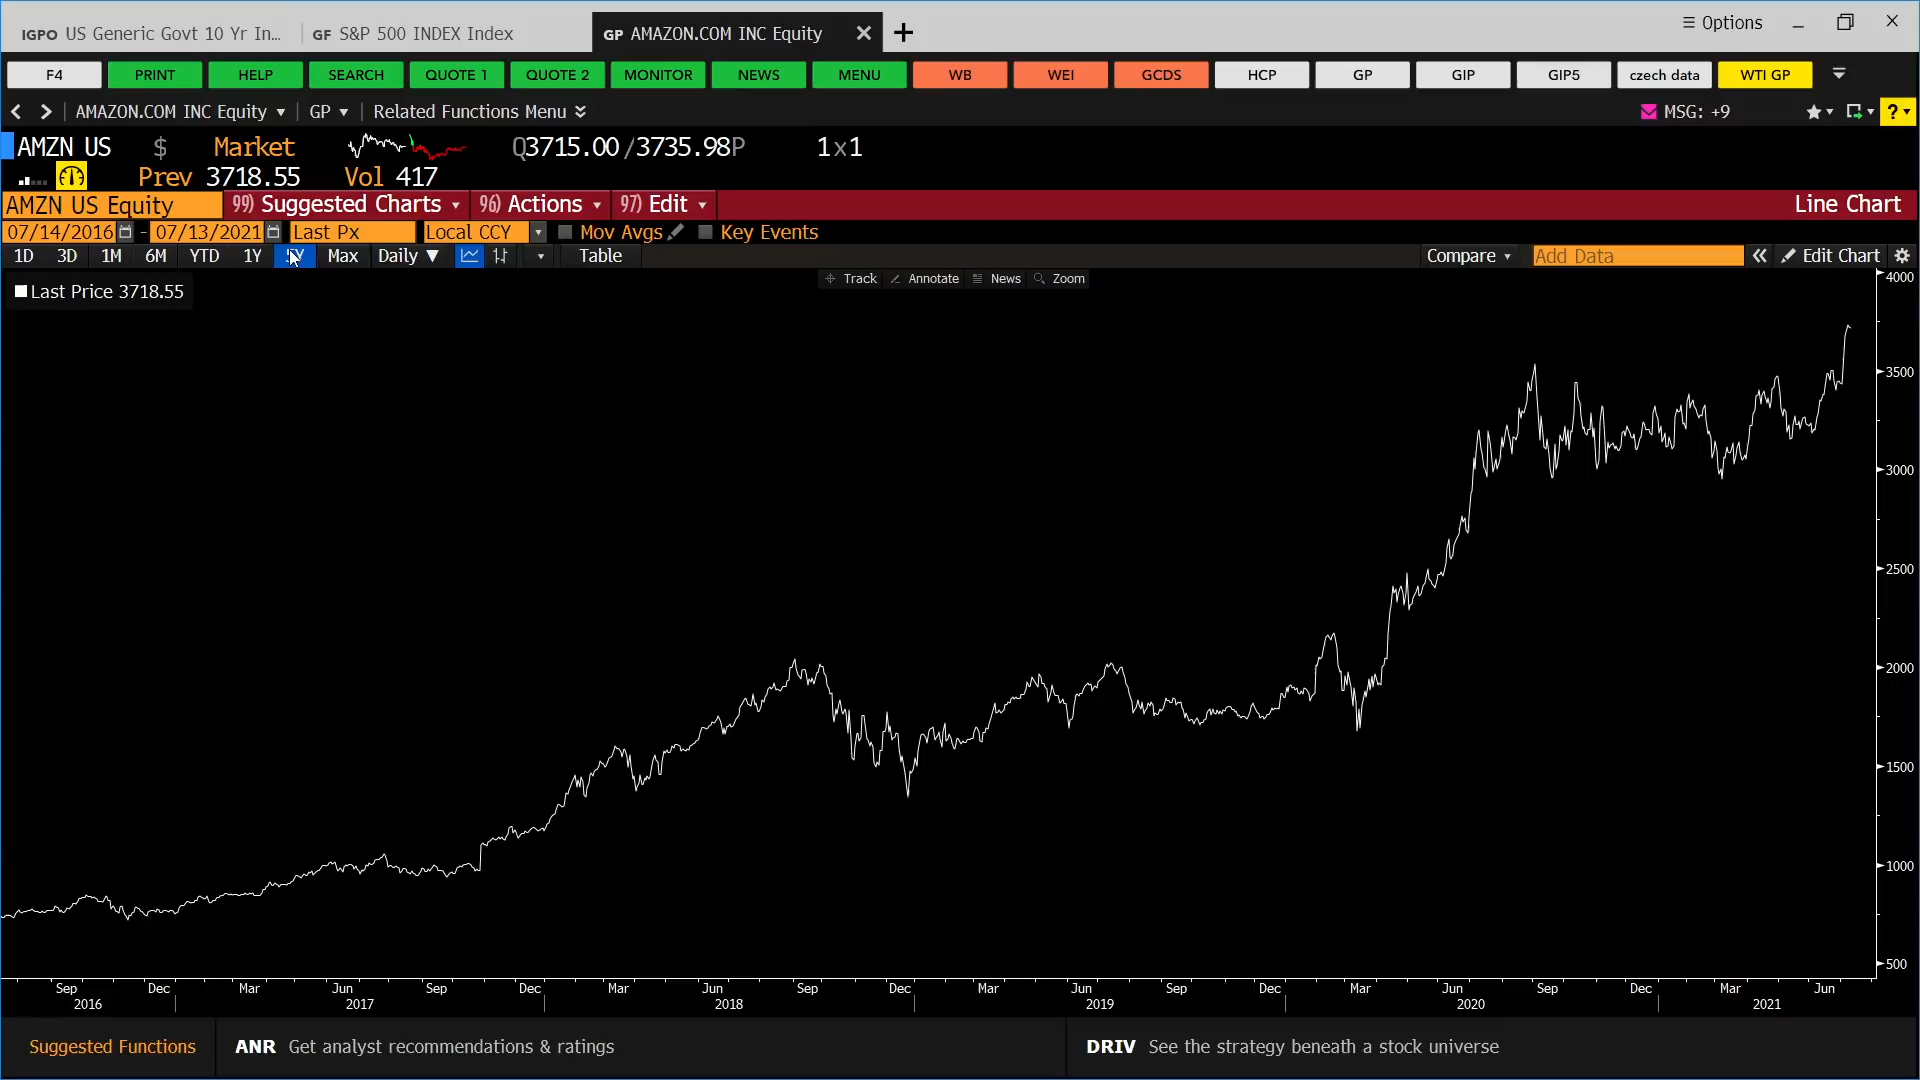 IGPO US Generic Govt 10 Yr In... GF S&P 500 INDEX Index GP AMAZON.COM INC Equity Options
F4 PRINT HELP SEARCH QUOTE 1 QUOTE 2 MONITOR NEWS MENU WB WEI GCDS HCP GP GIP GIP5 czech data WTI GP
AMAZON.COM INC Equity GP Related Functions Menu MSG: +9 ?
AMZN US $ Market Q3715.00/3735.98P 1x1
Prev 3718.55 Vol 417
AMZN US Equity 99) Suggested Charts 96) Actions 97) Edit Line Chart
07/14/2016 - 07/13/2021 Last Px Local CCY Mov Avgs Key Events
1D 3D 1M 6M YTD 1Y 5Y Max Daily ▼ Table Compare Add Data Edit Chart
Track Annotate News Zoom
Last Price 3718.55
4000
3500
3000
2500
2000
1500
1000
500
Sep Dec Mar Jun Sep Dec Mar Jun Sep Dec Mar Jun Sep Dec Mar Jun Sep Dec Mar Jun
2016 2017 2018 2019 2020 2021
Suggested Functions ANR Get analyst recommendations & ratings DRIV See the strategy beneath a stock universe